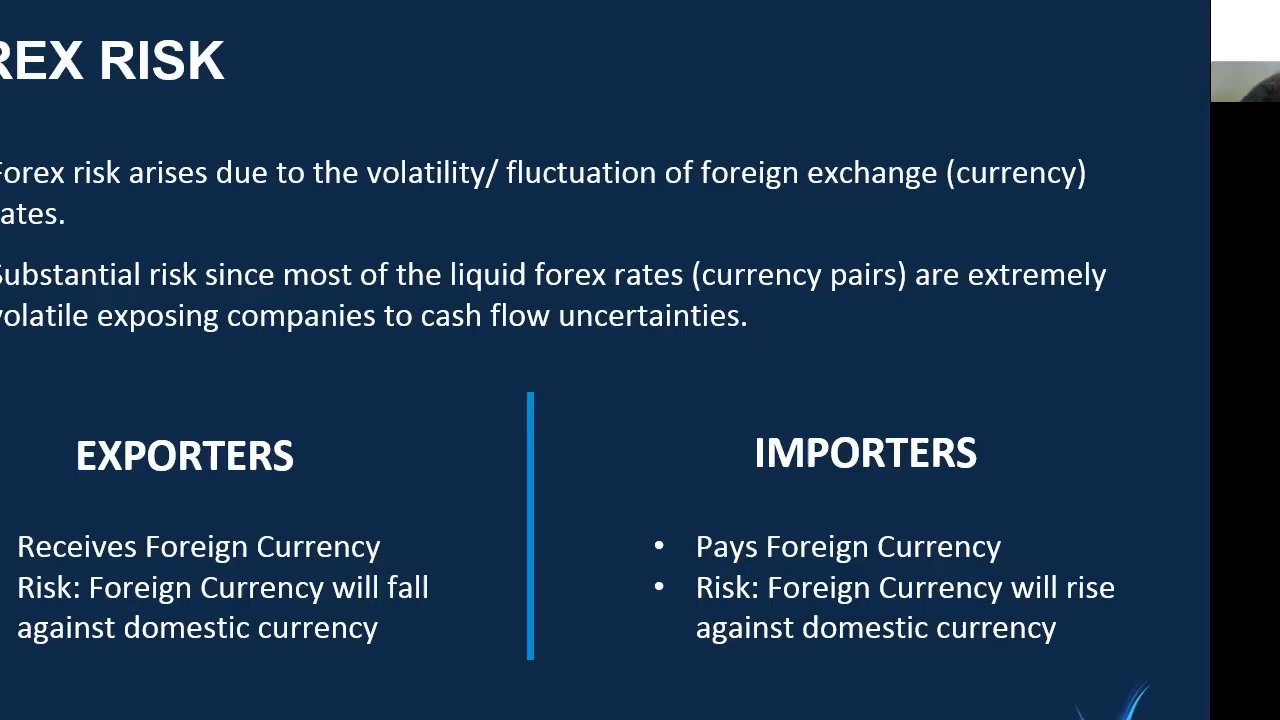 REX RISK
Forex risk arises due to the volatility/ fluctuation of foreign exchange (currency)
ates.
Substantial risk since most of the liquid forex rates (currency pairs) are extremely
volatile exposing companies to cash flow uncertainties.
EXPORTERS
Receives Foreign Currency
Risk: Foreign Currency will fall
against domestic currency
IMPORTERS
• Pays Foreign Currency
• Risk: Foreign Currency will rise
against domestic currency